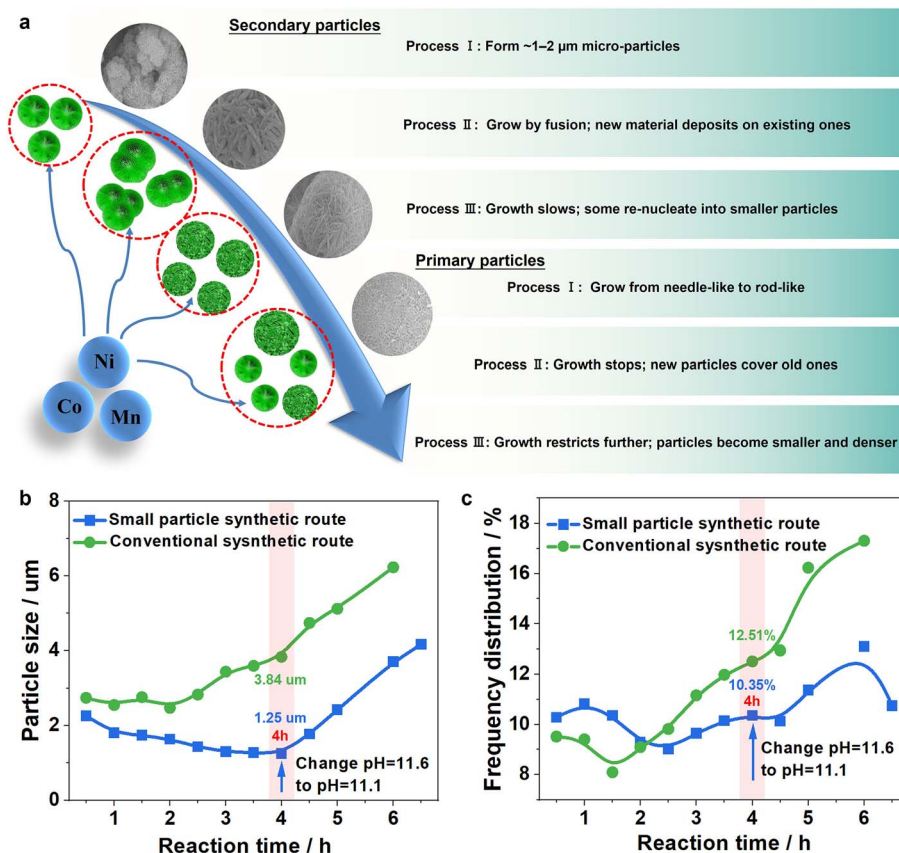 a
Secondary particles
Process Ⅰ: Form ~1–2 μm micro-particles
Process Ⅱ: Grow by fusion; new material deposits on existing ones
Process Ⅲ: Growth slows; some re-nucleate into smaller particles
Primary particles
Process Ⅰ: Grow from needle-like to rod-like
Process Ⅱ: Growth stops; new particles cover old ones
Process Ⅲ: Growth restricts further; particles become smaller and denser
Ni
Co
Mn
b
Small particle synthetic route
Conventional sysnthetic route
Particle size / um
8
6
4
2
0
3.84 um
1.25 um
4h
Change pH=11.6
to pH=11.1
1 2 3 4 5 6
Reaction time / h
c
Small particle synthetic route
Conventional sysnthetic route
Frequency distribution / %
18
16
14
12
10
8
6
12.51%
10.35%
4h
Change pH=11.6
to pH=11.1
1 2 3 4 5 6
Reaction time / h